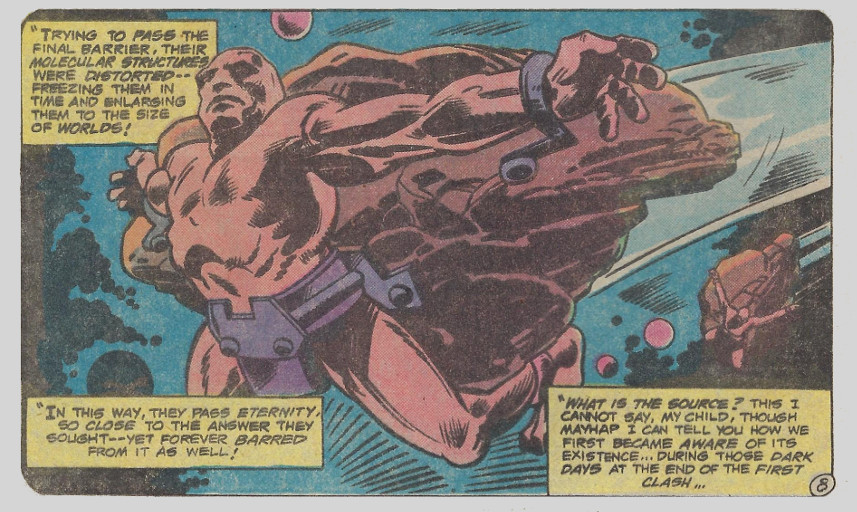 "TRYING TO PASS THE
FINAL BARRIER, THEIR
MOLECULAR STRUCTURES
WERE DISTORTED--
FREEZING THEM IN
TIME AND ENLARGING
THEM TO THE SIZE
OF WORLDS!
"IN THIS WAY, THEY PASS ETERNITY,
SO CLOSE TO THE ANSWER THEY
SOUGHT--YET FOREVER BARRED
FROM IT AS WELL!
"WHAT IS THE SOURCE? THIS I
CANNOT SAY, MY CHILD, THOUGH
MAYHAP I CAN TELL YOU HOW WE
FIRST BECAME AWARE OF ITS
EXISTENCE... DURING THOSE DARK
DAYS AT THE END OF THE FIRST
CLASH...
8